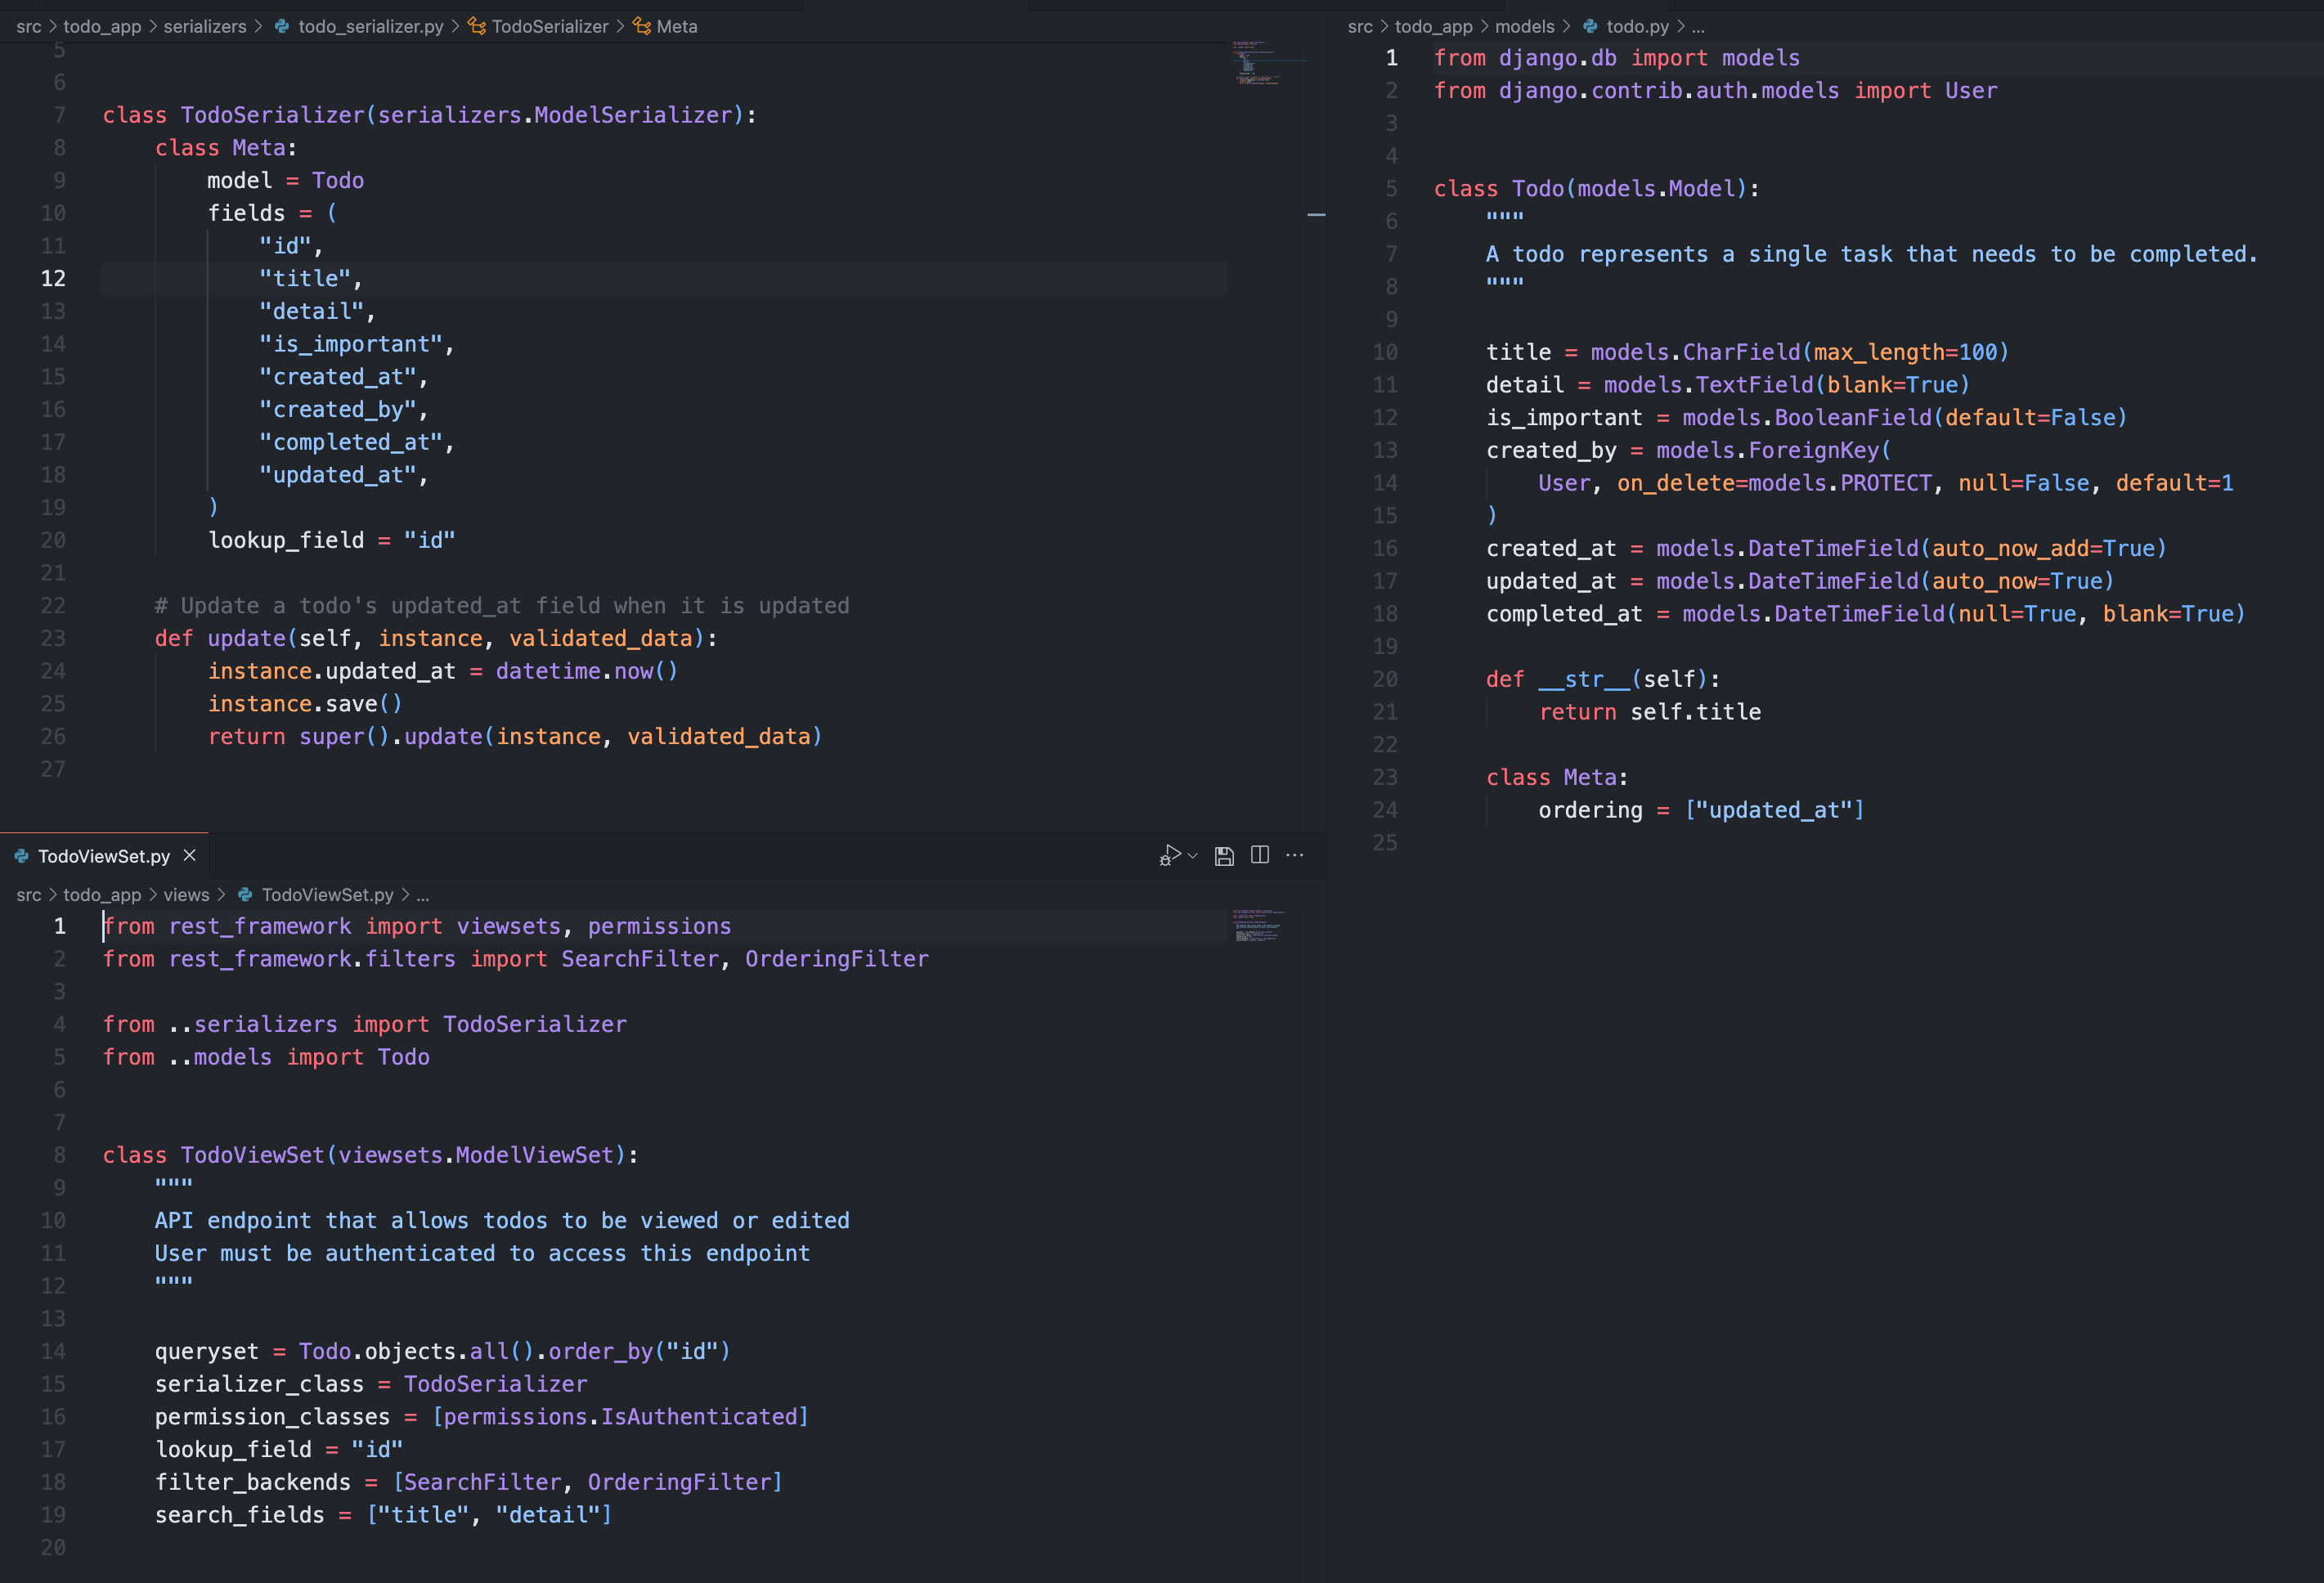 src > todo_app > serializers > todo_serializer.py > TodoSerializer > Meta
5
6
7 class TodoSerializer(serializers.ModelSerializer):
8     class Meta:
9         model = Todo
10         fields = (
11             "id",
12             "title",
13             "detail",
14             "is_important",
15             "created_at",
16             "created_by",
17             "completed_at",
18             "updated_at",
19         )
20         lookup_field = "id"
21
22     # Update a todo's updated_at field when it is updated
23     def update(self, instance, validated_data):
24         instance.updated_at = datetime.now()
25         instance.save()
26         return super().update(instance, validated_data)
27
TodoViewSet.py
src > todo_app > views > TodoViewSet.py > ...
1 from rest_framework import viewsets, permissions
2 from rest_framework.filters import SearchFilter, OrderingFilter
3
4 from ..serializers import TodoSerializer
5 from ..models import Todo
6
7
8 class TodoViewSet(viewsets.ModelViewSet):
9     """
10     API endpoint that allows todos to be viewed or edited
11     User must be authenticated to access this endpoint
12     """
13
14     queryset = Todo.objects.all().order_by("id")
15     serializer_class = TodoSerializer
16     permission_classes = [permissions.IsAuthenticated]
17     lookup_field = "id"
18     filter_backends = [SearchFilter, OrderingFilter]
19     search_fields = ["title", "detail"]
20
src > todo_app > models > todo.py > ...
1 from django.db import models
2 from django.contrib.auth.models import User
3
4
5 class Todo(models.Model):
6     """
7     A todo represents a single task that needs to be completed.
8     """
9
10     title = models.CharField(max_length=100)
11     detail = models.TextField(blank=True)
12     is_important = models.BooleanField(default=False)
13     created_by = models.ForeignKey(
14         User, on_delete=models.PROTECT, null=False, default=1
15     )
16     created_at = models.DateTimeField(auto_now_add=True)
17     updated_at = models.DateTimeField(auto_now=True)
18     completed_at = models.DateTimeField(null=True, blank=True)
19
20     def __str__(self):
21         return self.title
22
23     class Meta:
24         ordering = ["updated_at"]
25